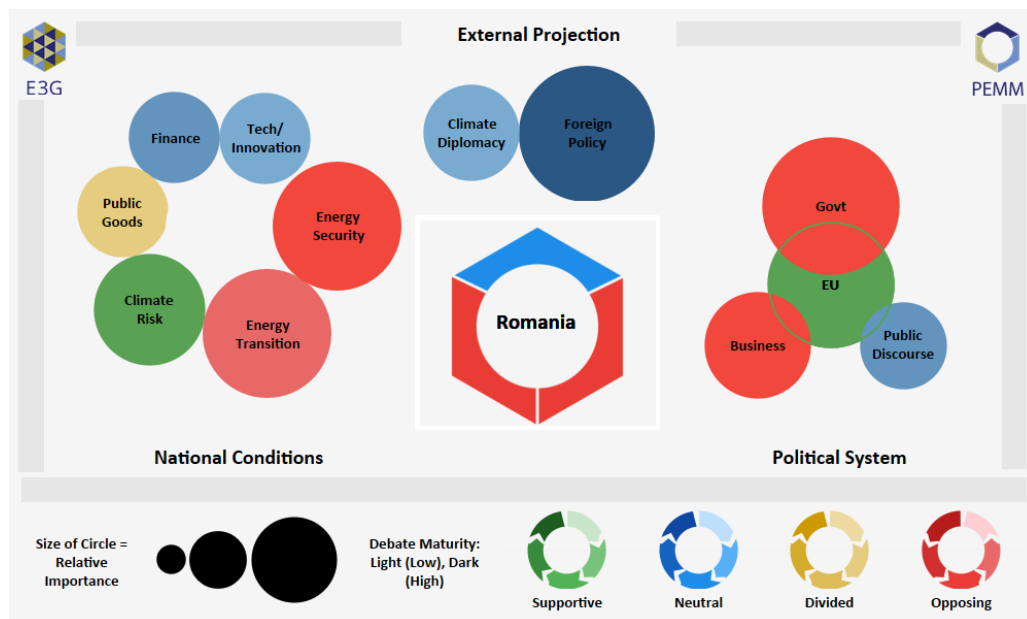 External Projection
E3G
PEMM
Finance
Tech/
Innovation
Climate
Diplomacy
Foreign
Policy
Public
Goods
Energy
Security
Govt
Climate
Risk
Energy
Transition
Romania
EU
Business
Public
Discourse
National Conditions
Political System
Size of Circle =
Relative
Importance
Debate Maturity:
Light (Low), Dark
(High)
Supportive
Neutral
Divided
Opposing